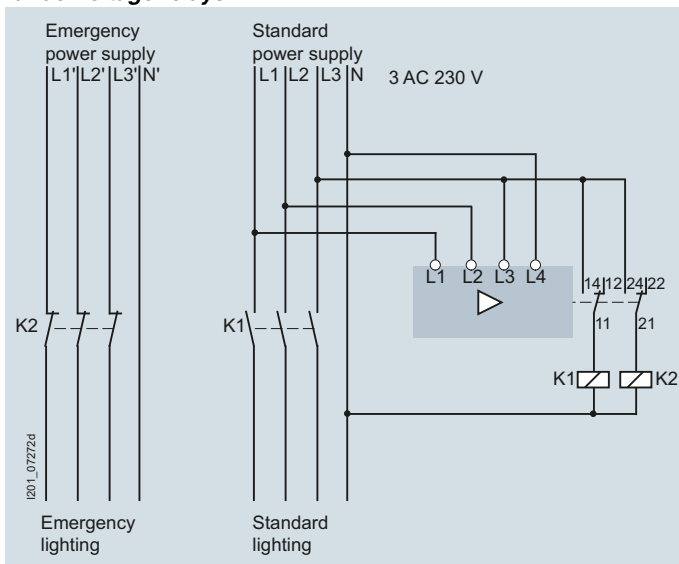 Emergency
power supply
L1' L2' L3' N'
Standard
power supply
L1 L2 L3 N
3 AC 230 V
L1 L2 L3 L4
14 12 24 22
K2
K1
11 21
K1 K2
I201_07272d
Emergency
lighting
Standard
lighting